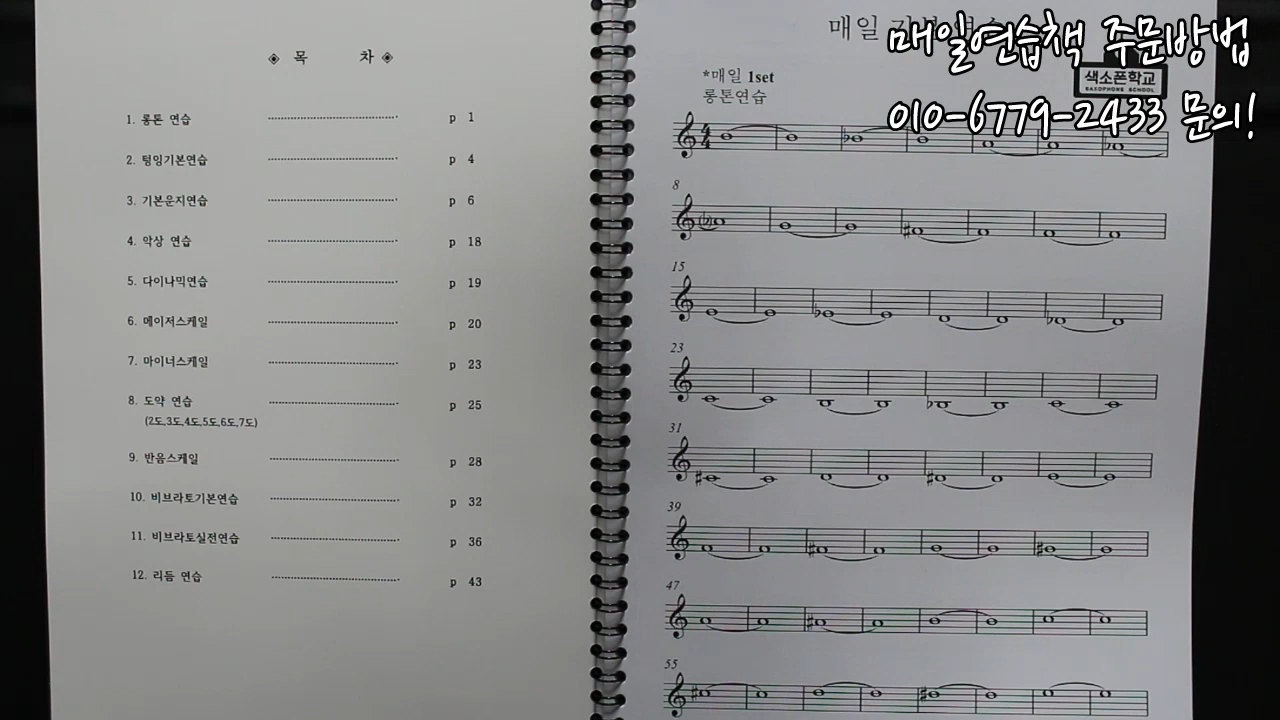 ◈ 목 차 ◈
1. 롱톤 연습 p 1
2. 텅잉기본연습 p 4
3. 기본운지연습 p 6
4. 악상 연습 p 18
5. 다이나믹연습 p 19
6. 메이저스케일 p 20
7. 마이너스케일 p 23
8. 도약 연습 p 25
(2도,3도,4도,5도,6도,7도)
9. 반음스케일 p 28
10. 비브라토기본연습 p 32
11. 비브라토실전연습 p 36
12. 리듬 연습 p 43
매일
매일연습책 주문방법
색소폰학교
SAXOPHONE SCHOOL
010-6779-2433 문의!
*매일 1set
롱톤연습
4
4
8
15
23
31
39
47
55